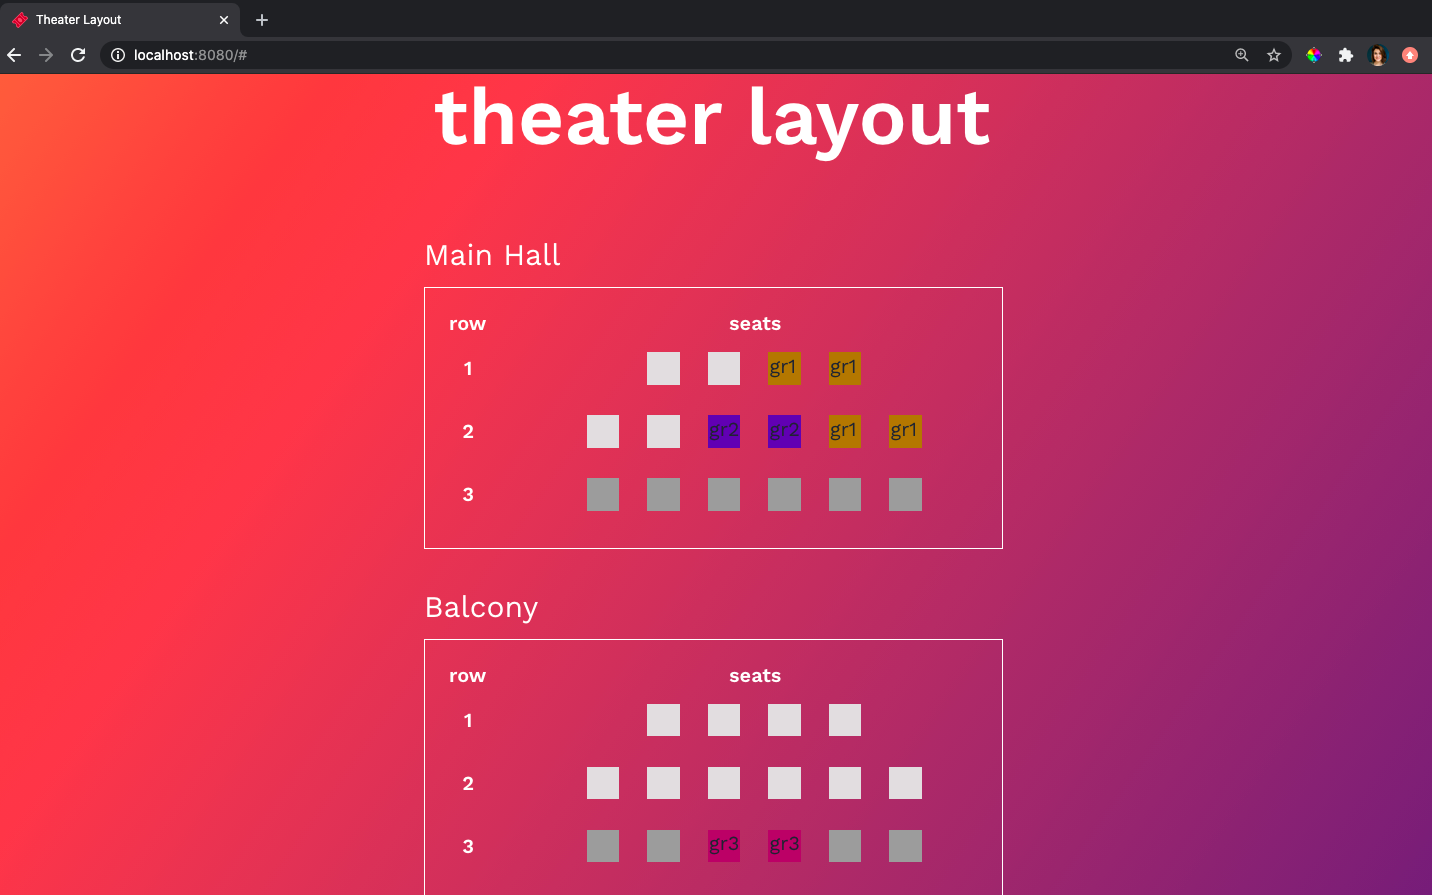 Theater Layout
localhost:8080/#
theater layout
Main Hall
row seats
1 gr1 gr1
2 gr2 gr2 gr1 gr1
3
Balcony
row seats
1
2
3 gr3 gr3